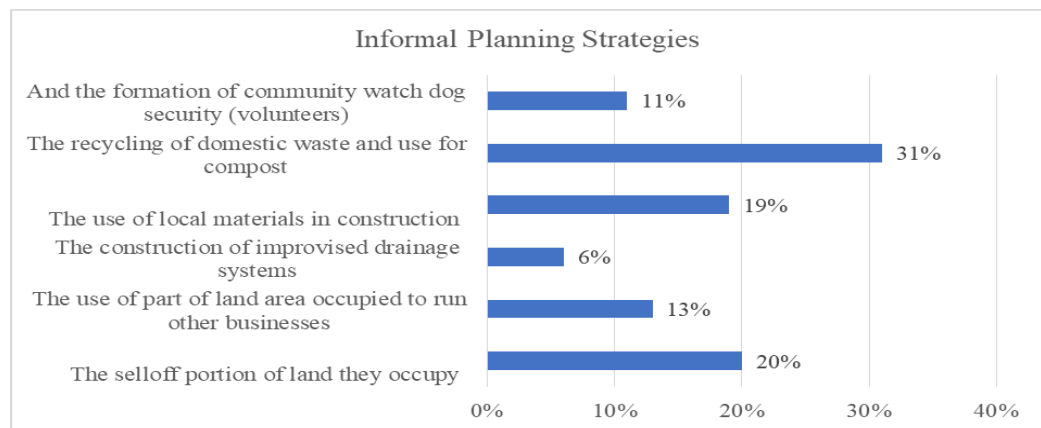 Informal Planning Strategies
And the formation of community watch dog
security (volunteers)
11%
The recycling of domestic waste and use for
compost
31%
The use of local materials in construction
19%
The construction of improvised drainage
systems
6%
The use of part of land area occupied to run
other businesses
13%
The selloff portion of land they occupy
20%
0% 10% 20% 30% 40%